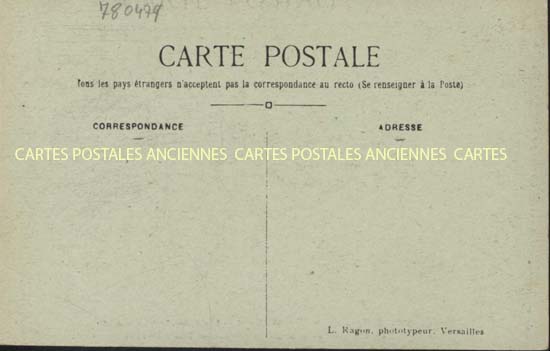 780479
CARTE POSTALE
Tous les pays étrangers n'acceptent pas la correspondance au recto (Se renseigner à la Poste)
CORRESPONDANCE
ADRESSE
CARTES POSTALES ANCIENNES CARTES POSTALES ANCIENNES CARTES
L. Ragon, phototypeur, Versailles